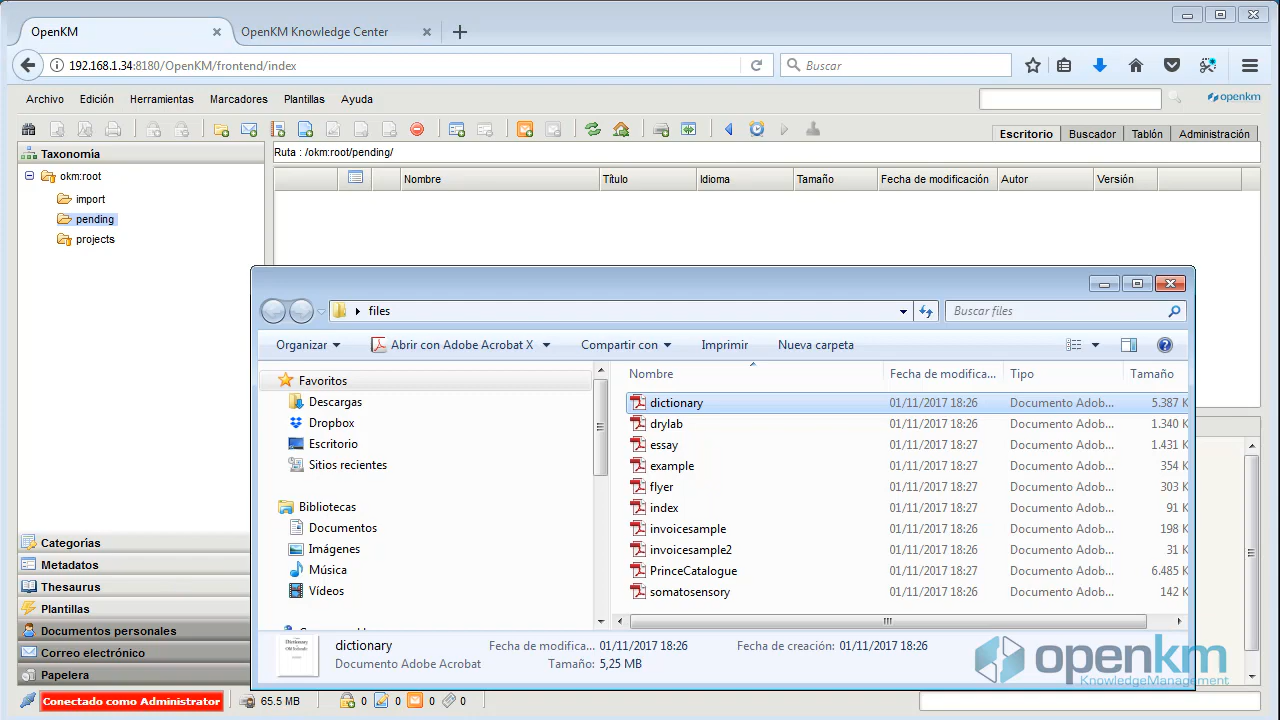 OpenKM
OpenKM Knowledge Center
192.168.1.34:8180/OpenKM/frontend/index
Buscar
Archivo Edición Herramientas Marcadores Plantillas Ayuda
openkm
Escritorio Buscador Tablón Administración
Taxonomía
Ruta : /okm:root/pending/
okm:root
import
pending
projects
Nombre Título Idioma Tamaño Fecha de modificación Autor Versión
files
Buscar files
Organizar Abrir con Adobe Acrobat X Compartir con Imprimir Nueva carpeta
Favoritos
Descargas
Dropbox
Escritorio
Sitios recientes
Bibliotecas
Documentos
Imágenes
Música
Vídeos
Nombre Fecha de modifica... Tipo Tamaño
dictionary 01/11/2017 18:26 Documento Adob... 5.387 K
drylab 01/11/2017 18:26 Documento Adob... 1.340 K
essay 01/11/2017 18:27 Documento Adob... 1.431 K
example 01/11/2017 18:26 Documento Adob... 354 K
flyer 01/11/2017 18:27 Documento Adob... 303 K
index 01/11/2017 18:27 Documento Adob... 91 K
invoicesample 01/11/2017 18:26 Documento Adob... 198 K
invoicesample2 01/11/2017 18:26 Documento Adob... 31 K
PrinceCatalogue 01/11/2017 18:27 Documento Adob... 6.485 K
somatosensory 01/11/2017 18:26 Documento Adob... 142 K
dictionary Fecha de modifica... 01/11/2017 18:26 Fecha de creación: 01/11/2017 18:26
Documento Adobe Acrobat Tamaño: 5,25 MB
Categorías
Metadatos
Thesaurus
Plantillas
Documentos personales
Correo electrónico
Papelera
Conectado como Administrator 65.5 MB 0 0 0 0
openkm
KnowledgeManagement